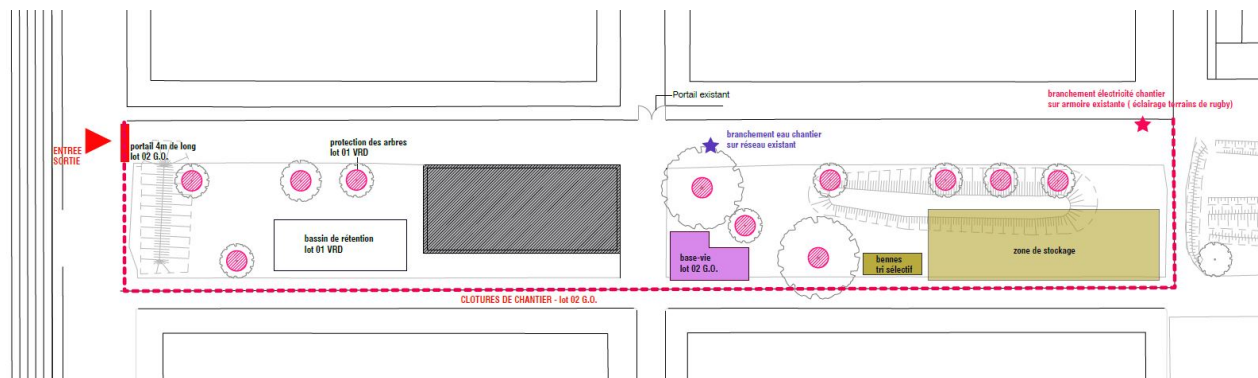 Portail existant
branchement électricité chantier
sur armoire existante ( éclairage terrains de rugby)
ENTREE
SORTIE
portail 4m de long
lot 02 G.O.
protection des arbres
lot 01 VRD
branchement eau chantier
sur réseau existant
bassin de rétention
lot 01 VRD
base-vie
lot 02 G.O.
bennes
tri sélectif
zone de stockage
CLOTURES DE CHANTIER - lot 02 G.O.